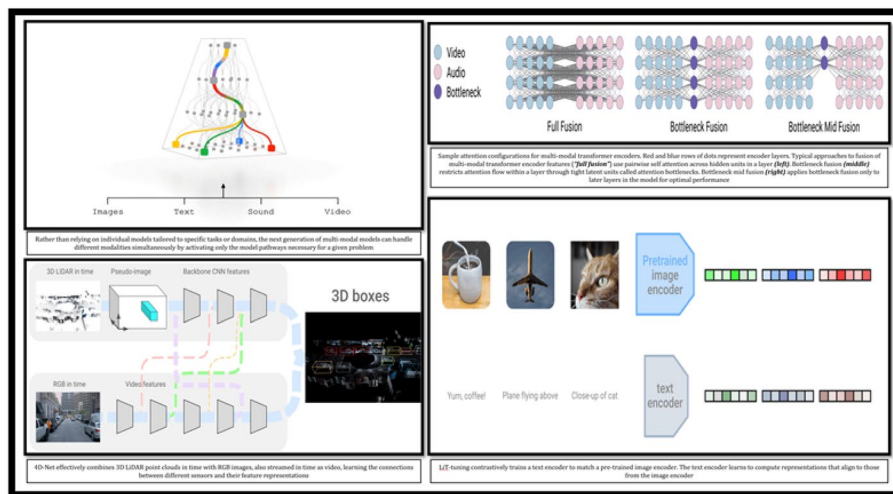 Images Text Sound Video
Rather than relying on individual models tailored to specific tasks or domains, the next generation of multi-modal models can handle
different modalities simultaneously by activating only the model pathways necessary for a given problem
Video
Audio
Bottleneck
Full Fusion Bottleneck Fusion Bottleneck Mid Fusion
Sample attention configurations for multi-modal transformer encoders. Red and blue rows of dots represent encoder layers. Typical approaches to fusion of
multi-modal transformer encoder features ("full fusion") use pairwise self attention across hidden units in a layer (left). Bottleneck fusion (middle)
restricts attention flow within a layer through tight latent units called attention bottlenecks. Bottleneck mid fusion (right) applies bottleneck fusion only to
later layers in the model for optimal performance
3D LiDAR in time Pseudo-image Backbone CNN features
3D boxes
RGB in time Video features
4D-Net effectively combines 3D LiDAR point clouds in time with RGB images, also streamed in time as video, learning the connections
between different sensors and their feature representations
Pretrained
image
encoder
Yum, coffee! Plane flying above Close-up of cat
text
encoder
LiT-tuning contrastively trains a text encoder to match a pre-trained image encoder. The text encoder learns to compute representations that align to those
from the image encoder